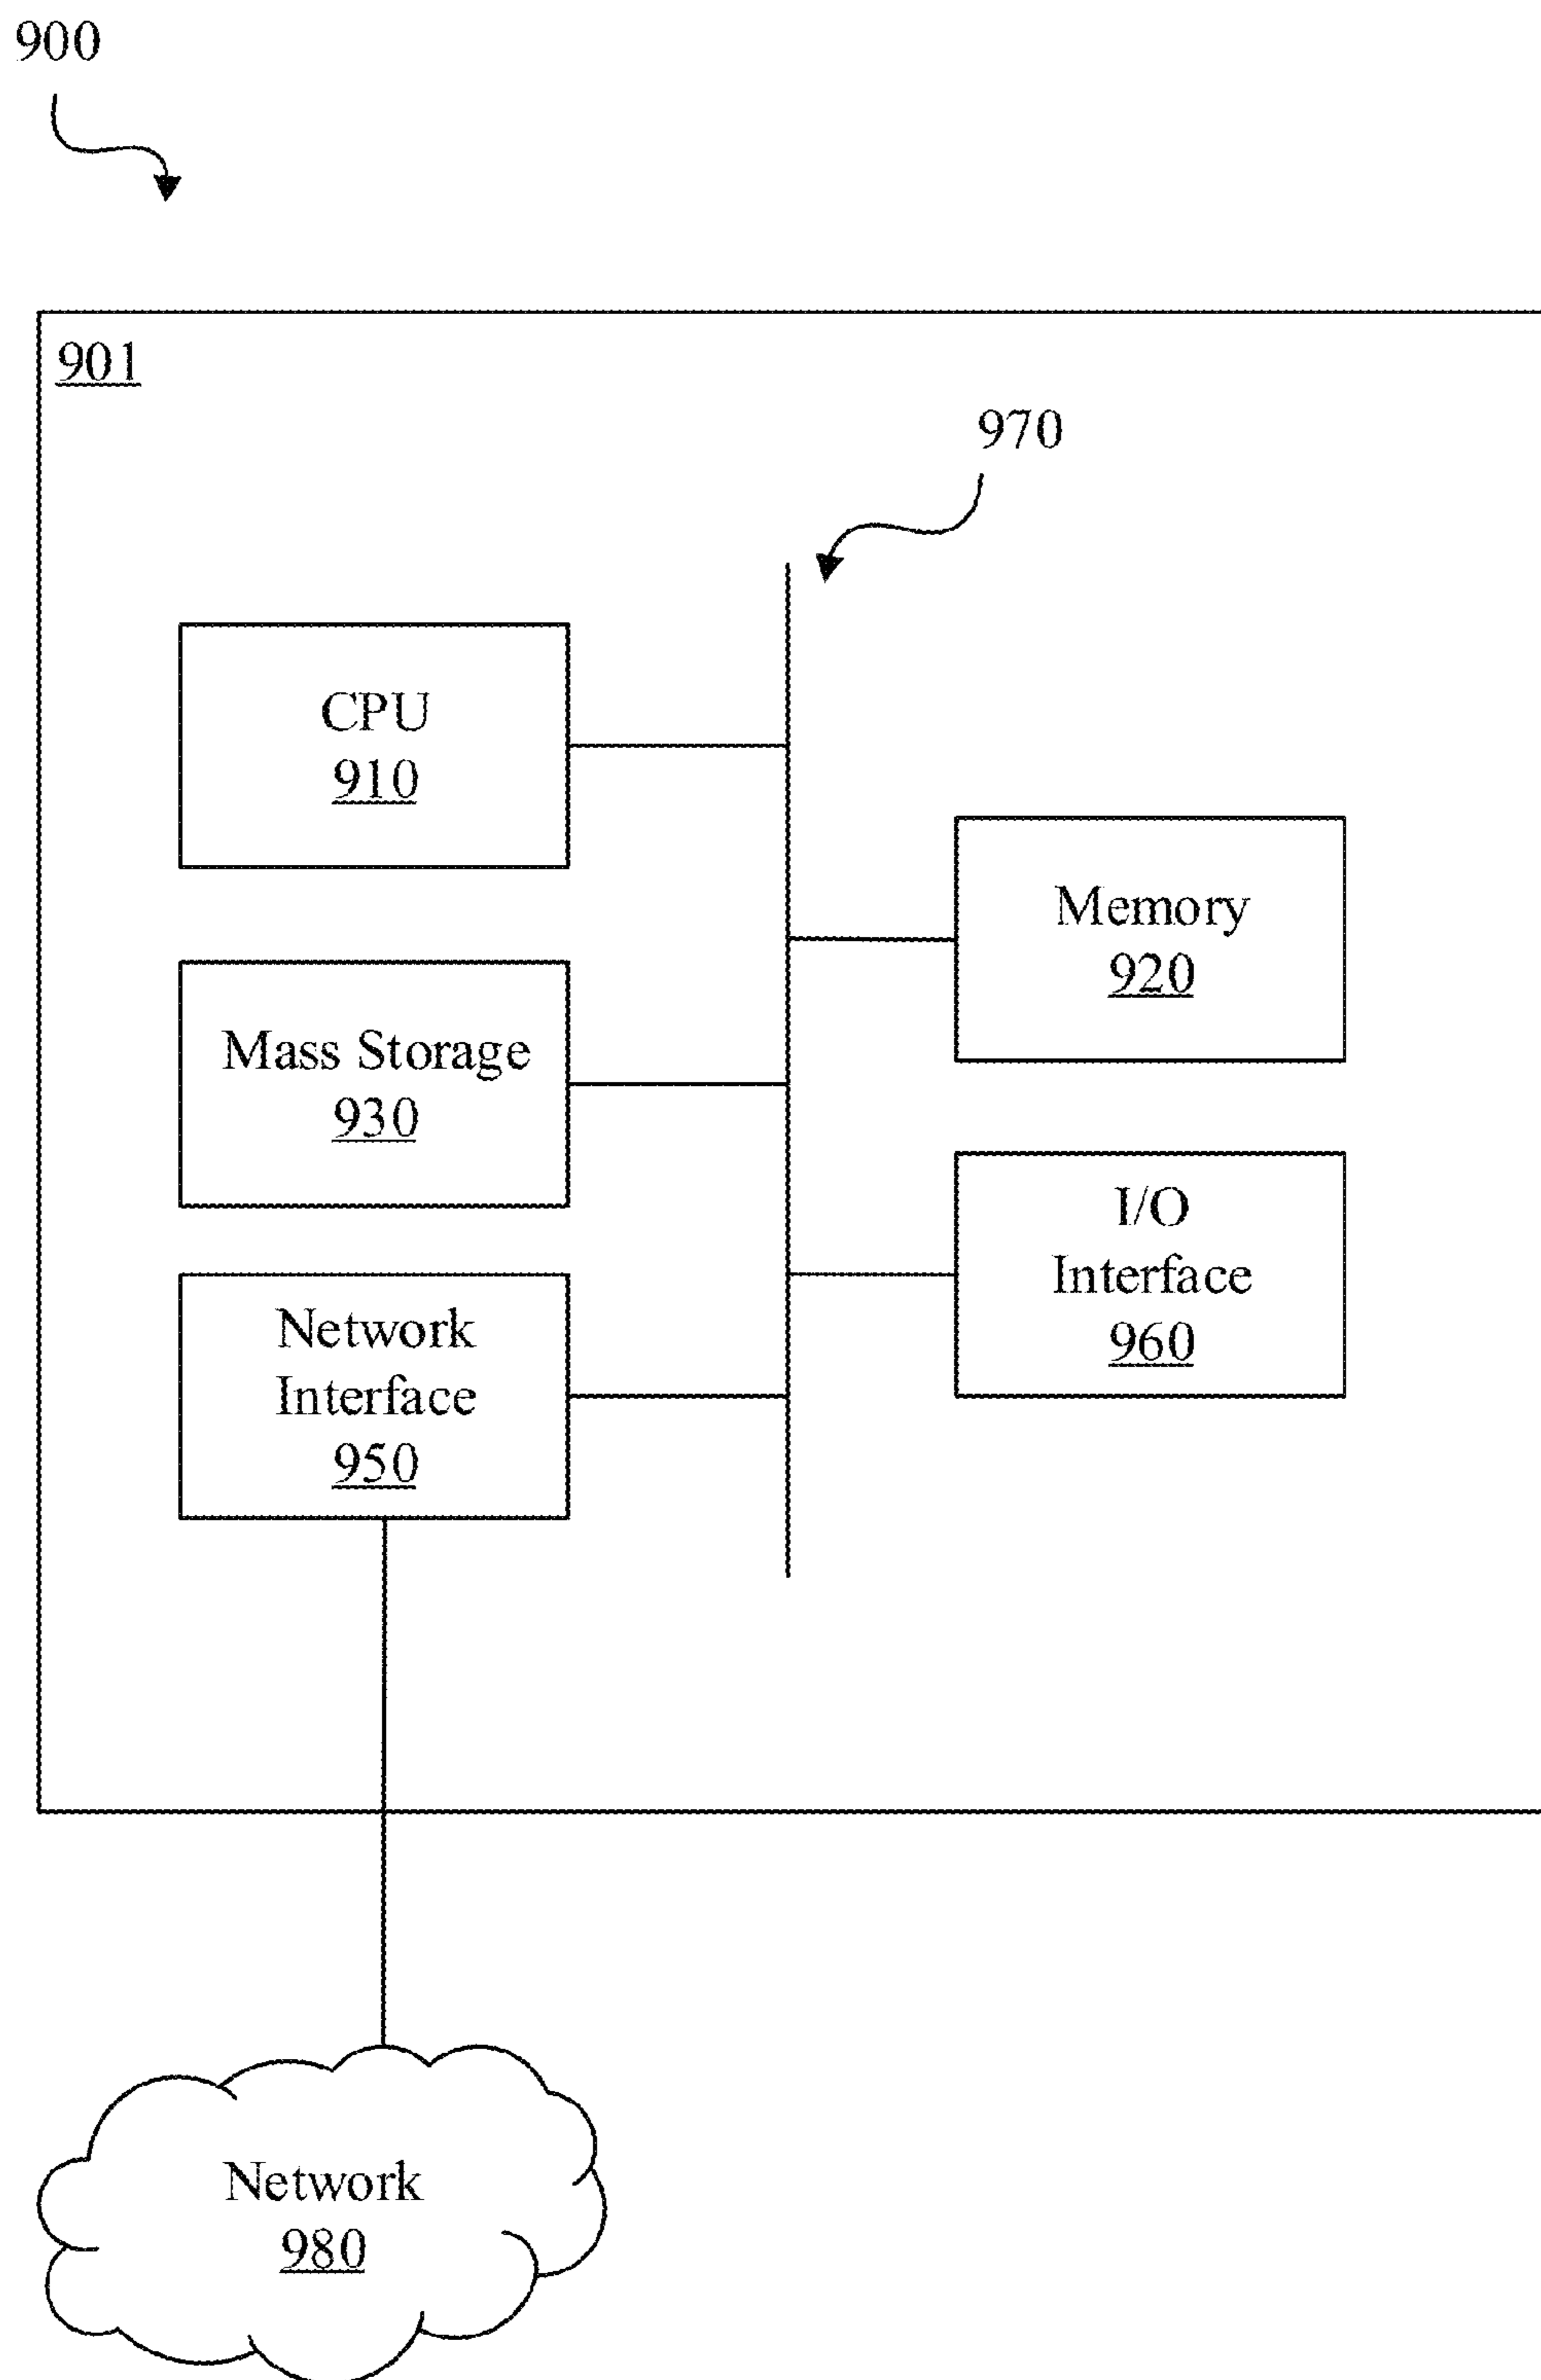 900
901
970
CPU
910
Memory
920
Mass Storage
930
I/O
Interface
960
Network
Interface
950
Network
980